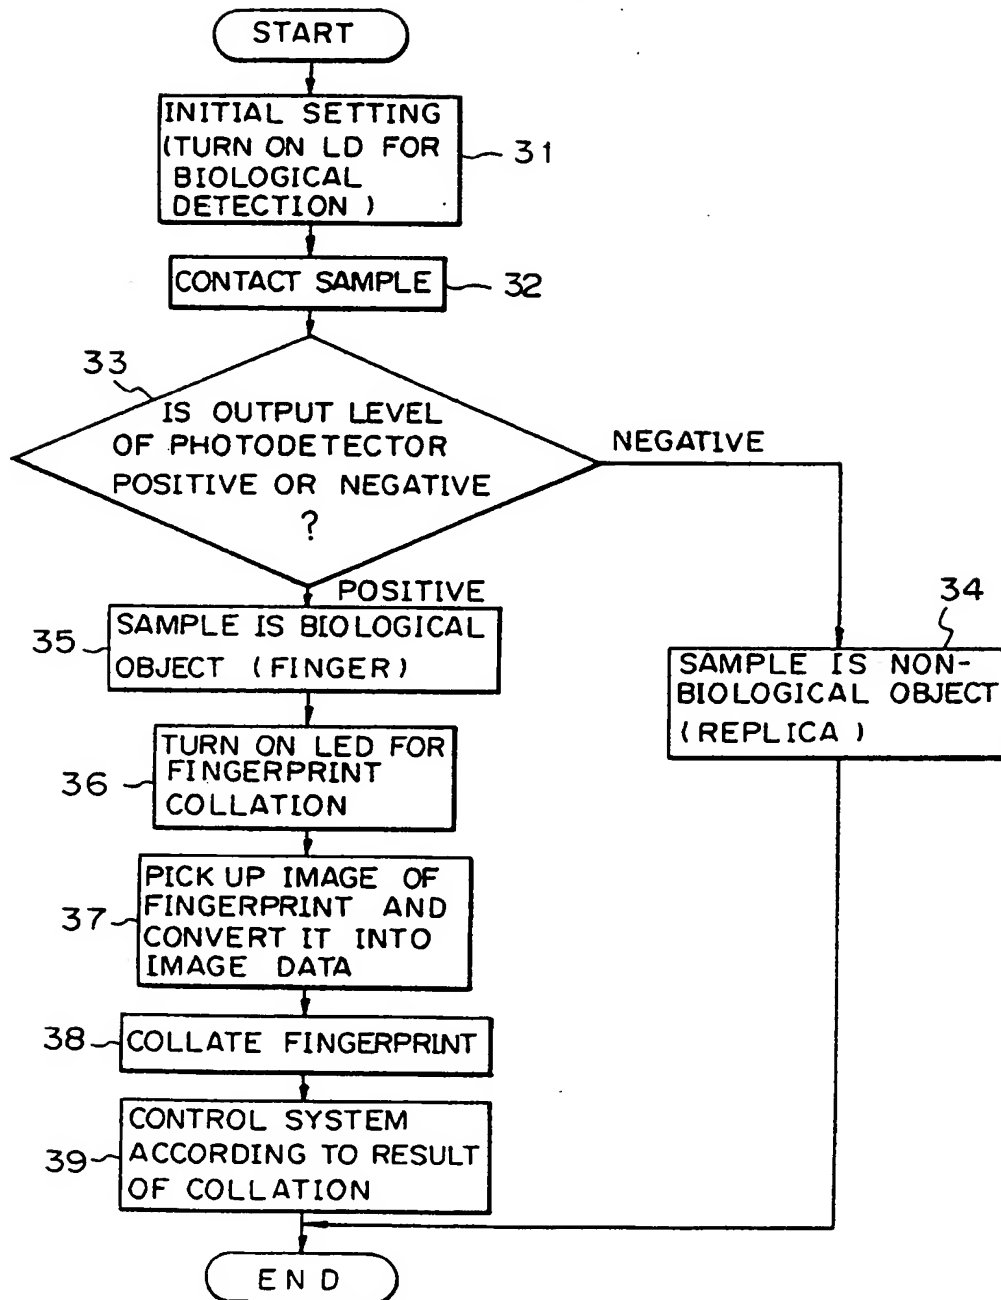 START
INITIAL SETTING
(TURN ON LD FOR
BIOLOGICAL
DETECTION)
31
CONTACT SAMPLE
32
33
IS OUTPUT LEVEL
OF PHOTODETECTOR
POSITIVE OR NEGATIVE
?
NEGATIVE
POSITIVE
34
SAMPLE IS NON-
BIOLOGICAL OBJECT
(REPLICA)
35
SAMPLE IS BIOLOGICAL
OBJECT (FINGER)
36
TURN ON LED FOR
FINGERPRINT
COLLATION
37
PICK UP IMAGE OF
FINGERPRINT AND
CONVERT IT INTO
IMAGE DATA
38
COLLATE FINGERPRINT
39
CONTROL SYSTEM
ACCORDING TO RESULT
OF COLLATION
END